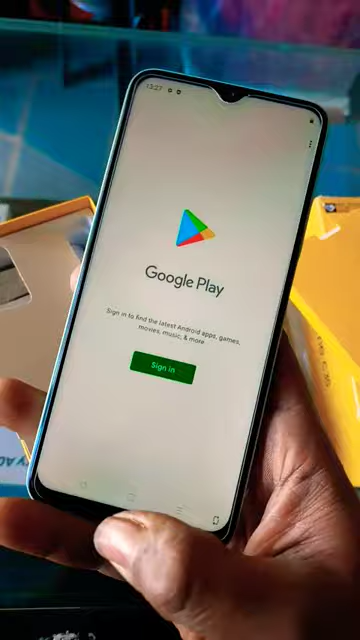 13:27
Google Play
Sign in to find the latest Android apps, games,
movies, music, & more
Sign in